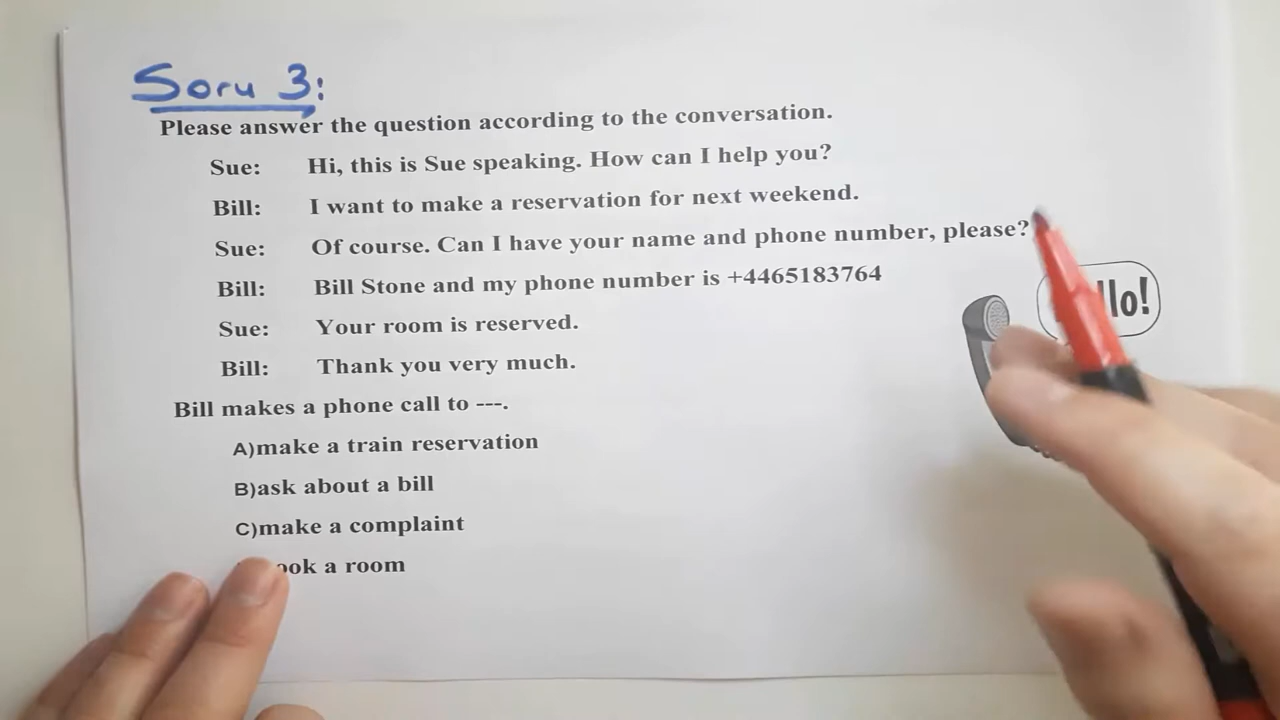 Soru 3:
Please answer the question according to the conversation.
Sue: Hi, this is Sue speaking. How can I help you?
Bill: I want to make a reservation for next weekend.
Sue: Of course. Can I have your name and phone number, please?
Bill: Bill Stone and my phone number is +4465183764
Sue: Your room is reserved.
Bill: Thank you very much.
Bill makes a phone call to ---.
A)make a train reservation
B)ask about a bill
C)make a complaint
a room